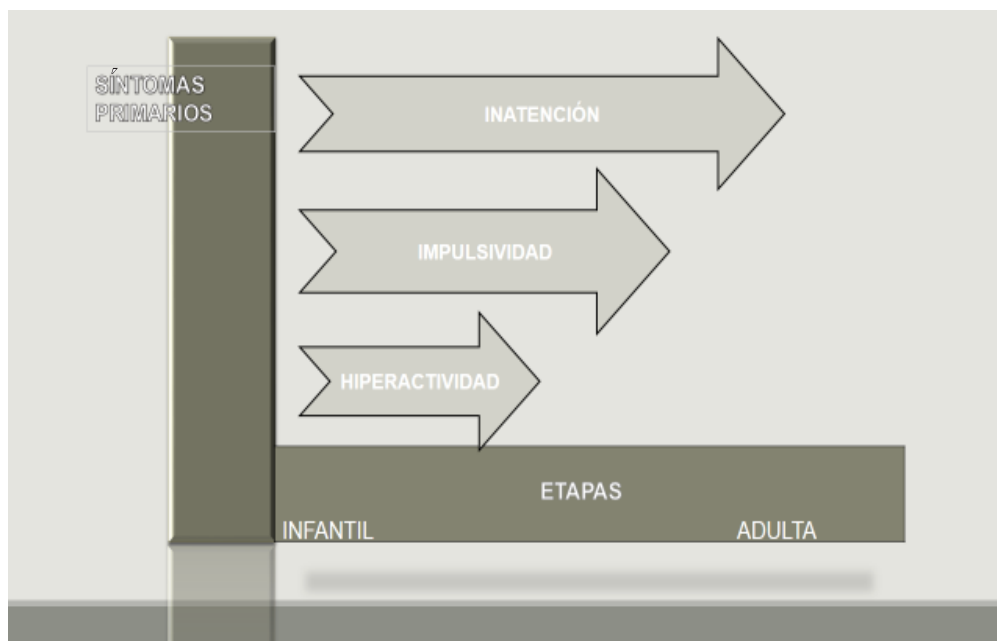 SÍNTOMAS
PRIMARIOS
INATENCIÓN
IMPULSIVIDAD
HIPERACTIVIDAD
ETAPAS
INFANTIL
ADULTA